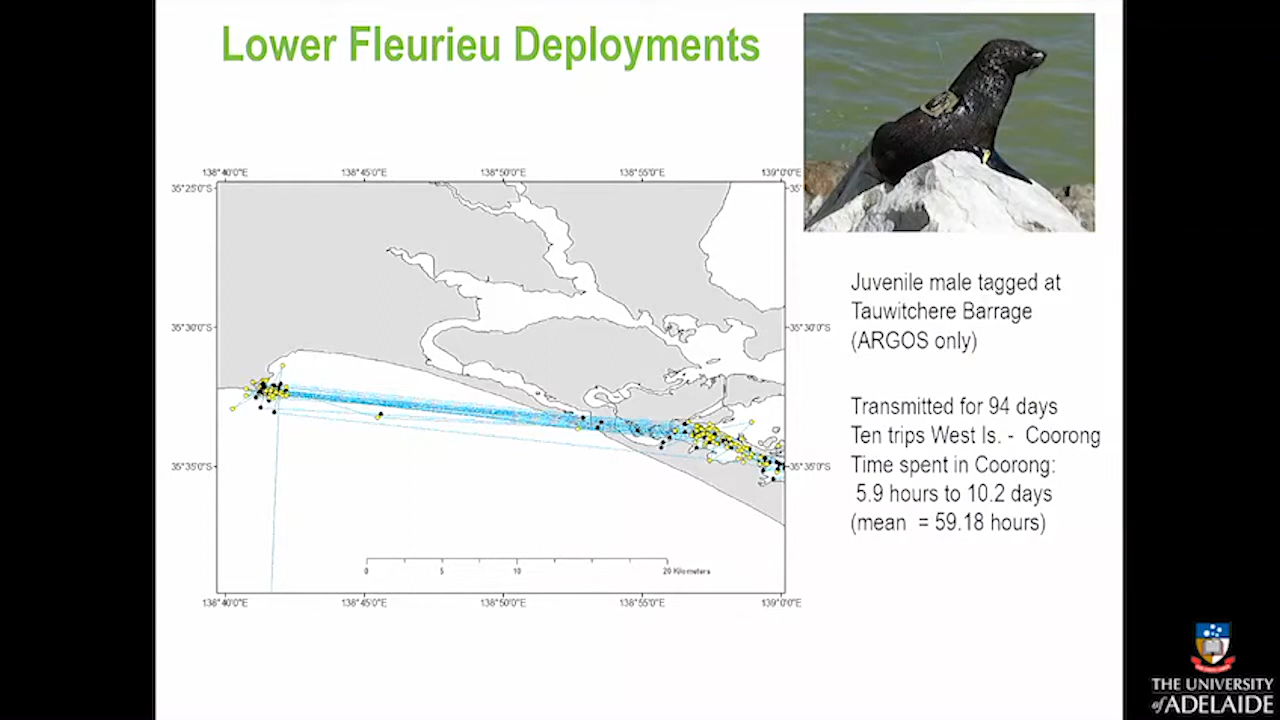 Lower Fleurieu Deployments
138°40'0"E 138°45'0"E 138°50'0"E 138°55'0"E 139°0'0"E
35°25'0"S 35°
35°30'0"S 35°30'0"S
35°35'0"S 35°35'0"S
0 5 10 20 Kilometers
138°40'0"E 138°45'0"E 138°50'0"E 138°55'0"E 139°0'0"E
Juvenile male tagged at
Tauwitchere Barrage
(ARGOS only)
Transmitted for 94 days
Ten trips West Is. - Coorong
Time spent in Coorong:
5.9 hours to 10.2 days
(mean = 59.18 hours)
THE UNIVERSITY
of ADELAIDE